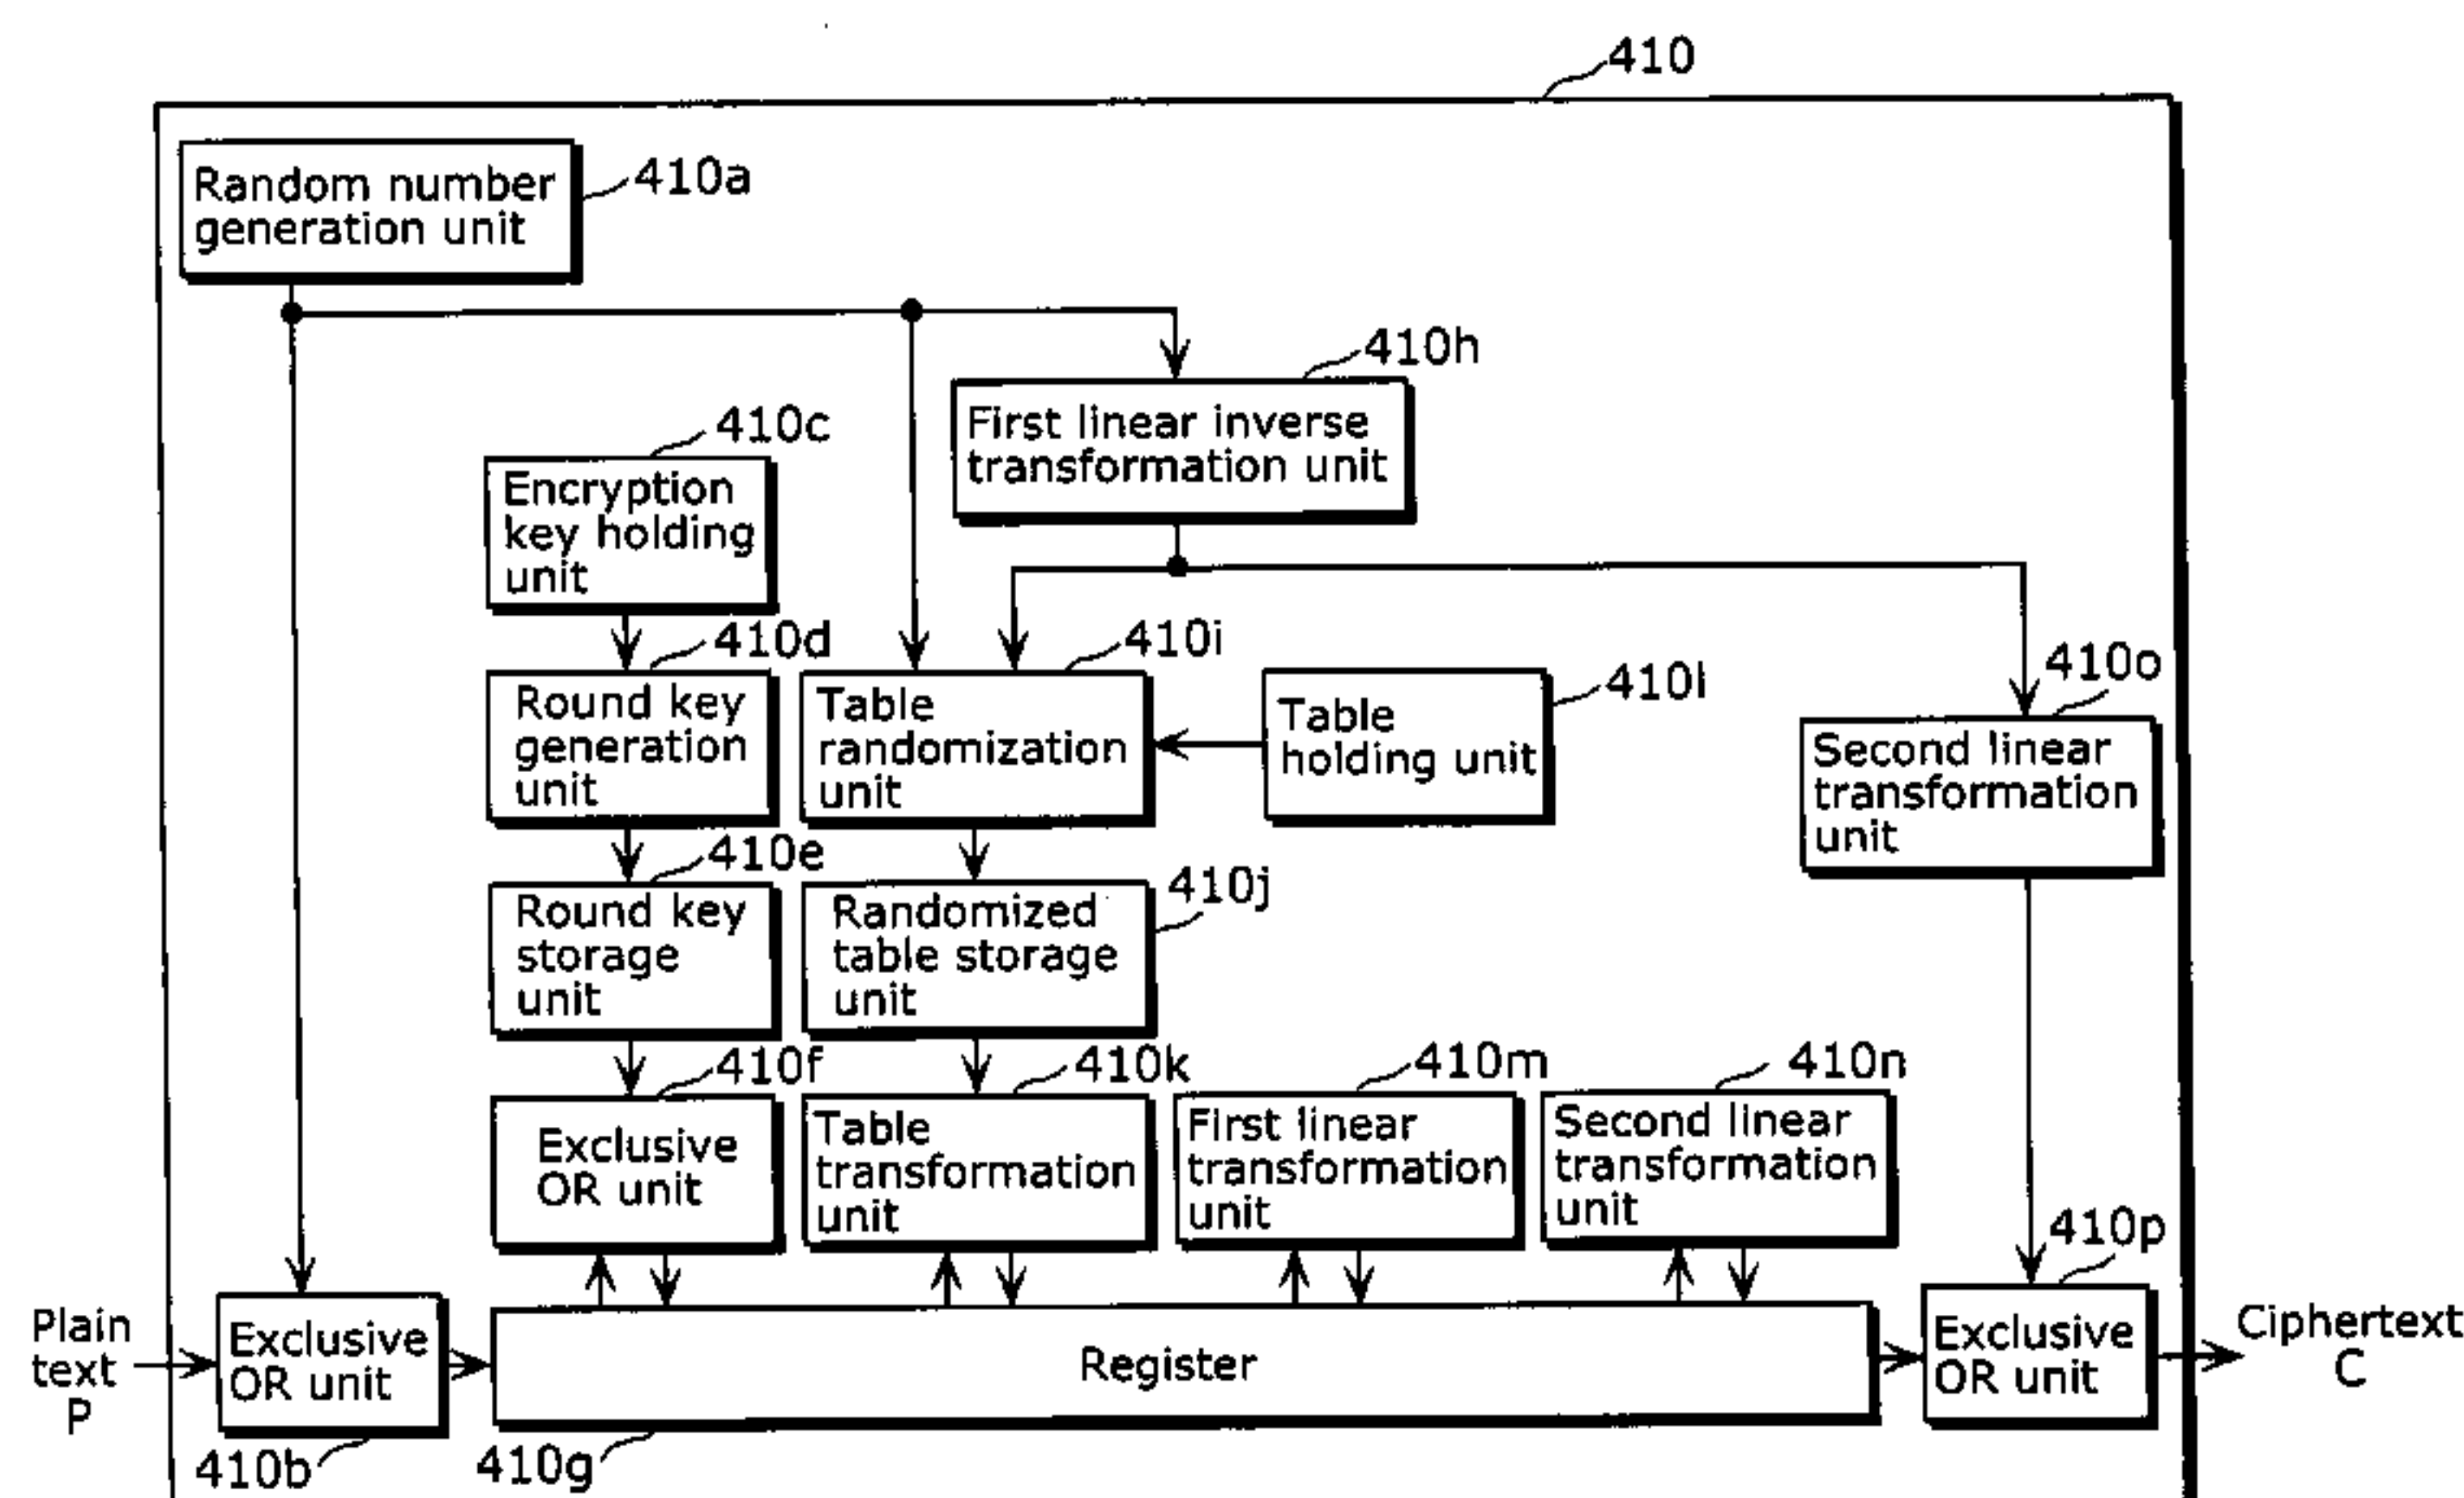 410
Random number
generation unit
410a
410h
First linear inverse
transformation unit
410c
Encryption
key holding
unit
410d
Round key
generation
unit
410i
Table
randomization
unit
410l
Table
holding unit
410o
Second linear
transformation
unit
410e
Round key
storage
unit
410j
Randomized
table storage
unit
410f
Exclusive
OR unit
410k
Table
transformation
unit
410m
First linear
transformation
unit
410n
Second linear
transformation
unit
410p
Plain
text
P
Exclusive
OR unit
410b
Register
410g
Exclusive
OR unit
Ciphertext
C